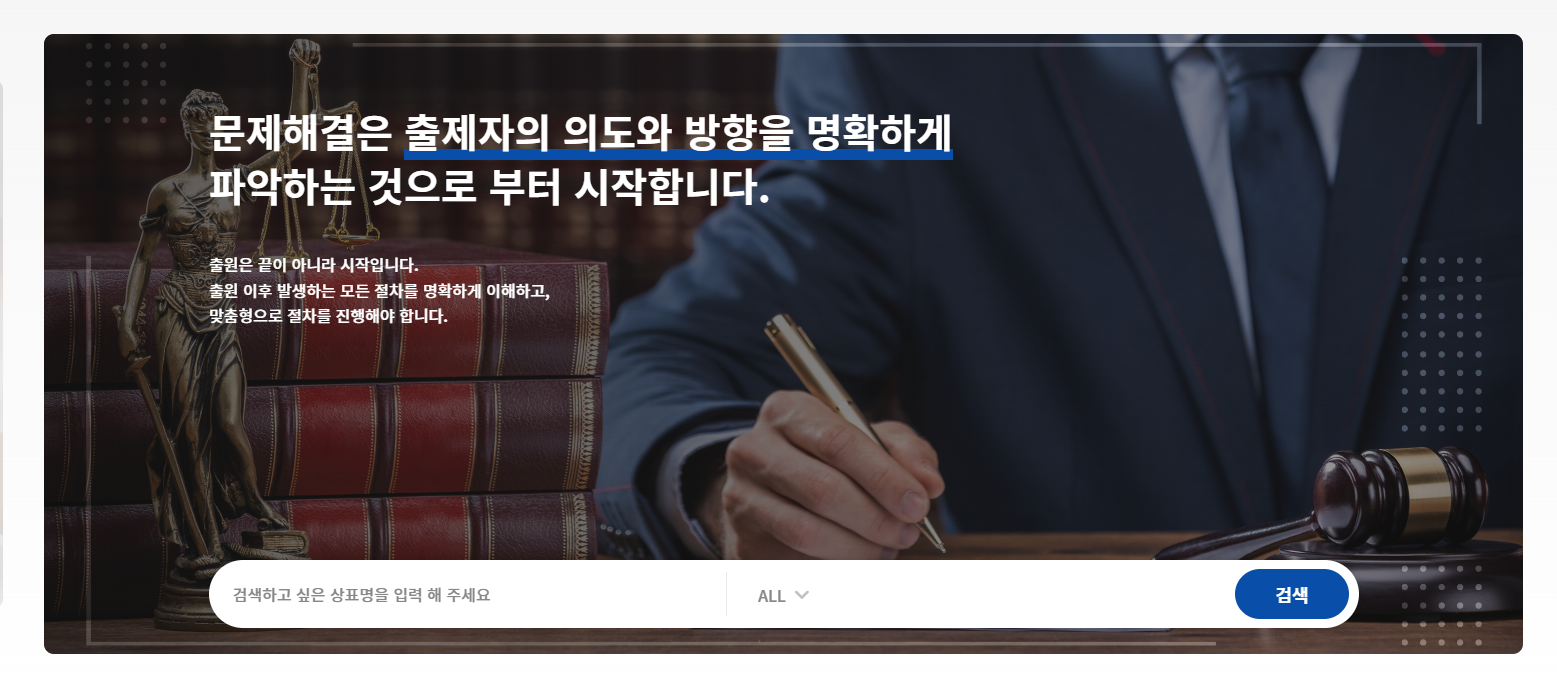 문제해결은 출제자의 의도와 방향을 명확하게
파악하는 것으로 부터 시작합니다.
출원은 끝이 아니라 시작입니다.
출원 이후 발생하는 모든 절차를 명확하게 이해하고,
맞춤형으로 절차를 진행해야 합니다.
검색하고 싶은 상표명을 입력 해 주세요 ALL 검색